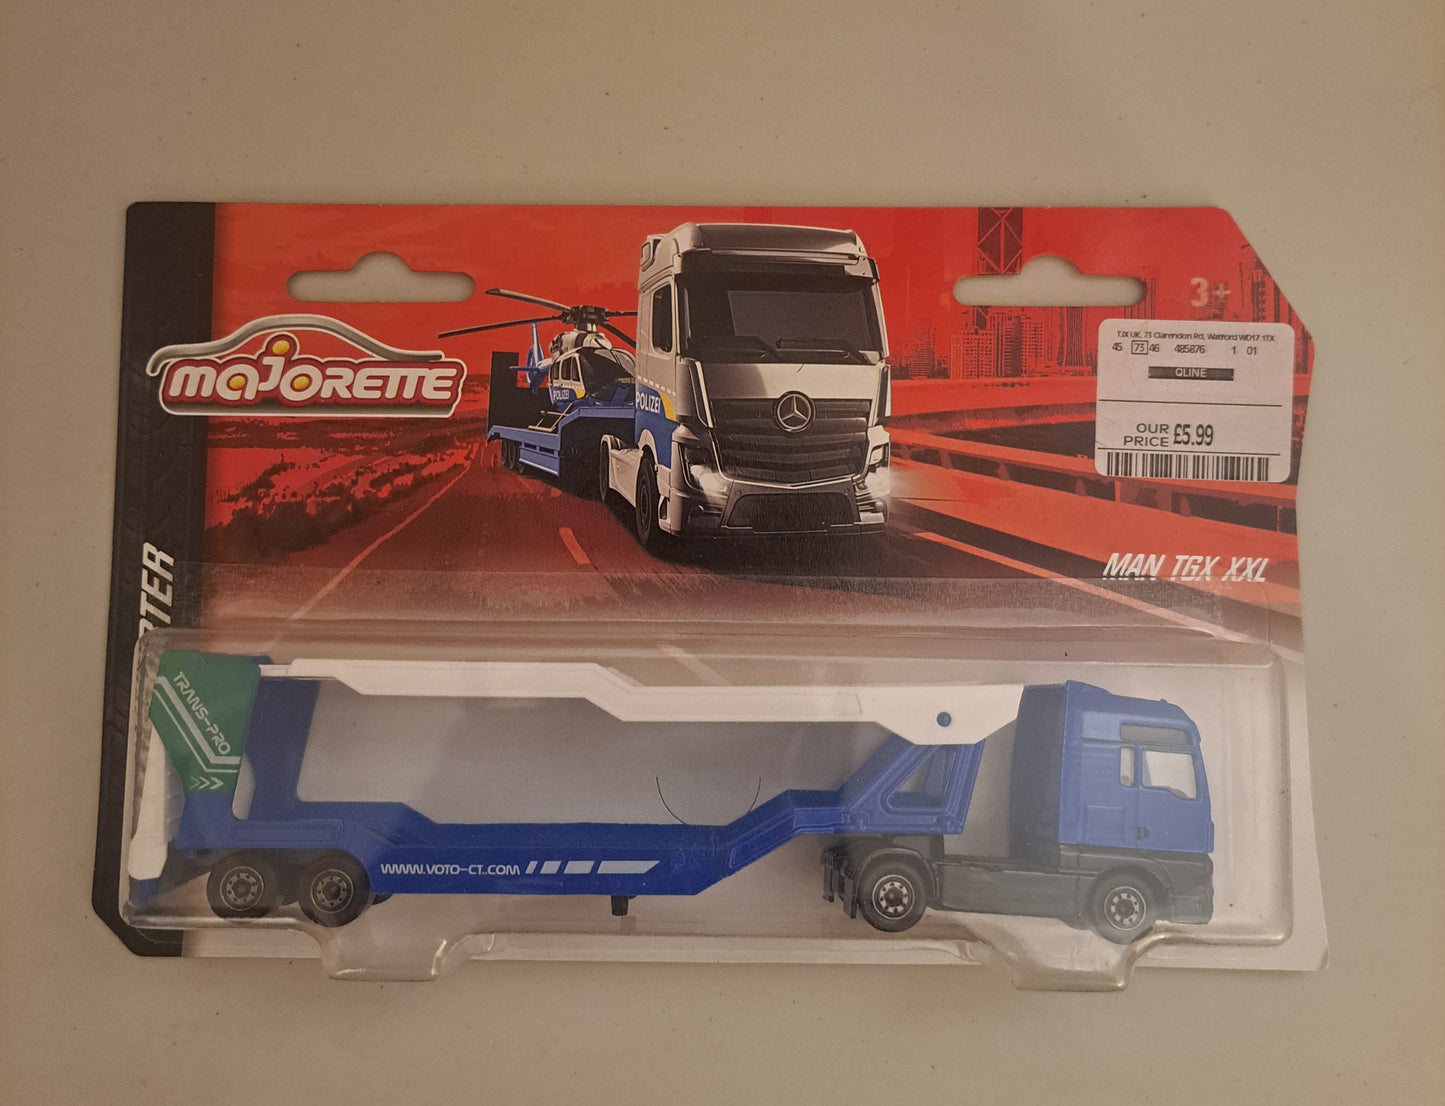 majorette
3+
TJX UK, 73 Clarendon Rd, Watford WD17 1TX
45 73 46 485876 1 01
QLINE
OUR
PRICE £5.99
POLIZEI
POLIZEI
MAN TGX XXL
TRANS-PRO
WWW.VOTO-CT.COM